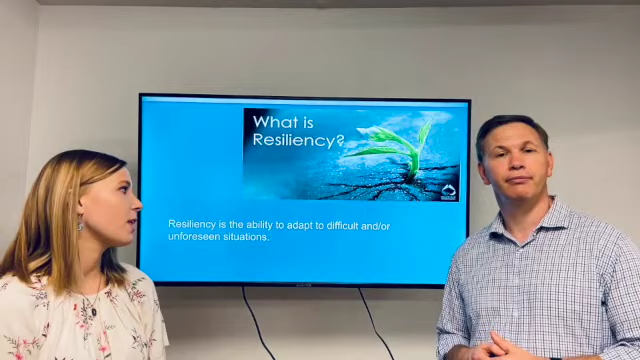 What is
Resiliency?
Resiliency is the ability to adapt to difficult and/or
unforeseen situations.